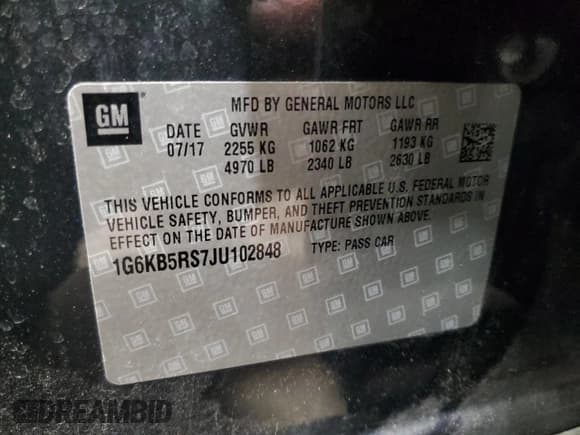 GM
MFD BY GENERAL MOTORS LLC
DATE GVWR GAWR FRT GAWR RR
07/17 2255 KG 1062 KG 1193 KG
4970 LB 2340 LB 2630 LB
THIS VEHICLE CONFORMS TO ALL APPLICABLE U.S. FEDERAL MOTOR
VEHICLE SAFETY, BUMPER, AND THEFT PREVENTION STANDARDS IN
EFFECT ON THE DATE OF MANUFACTURE SHOWN ABOVE.
1G6KB5RS7JU102848 TYPE: PASS CAR
DREAMBID